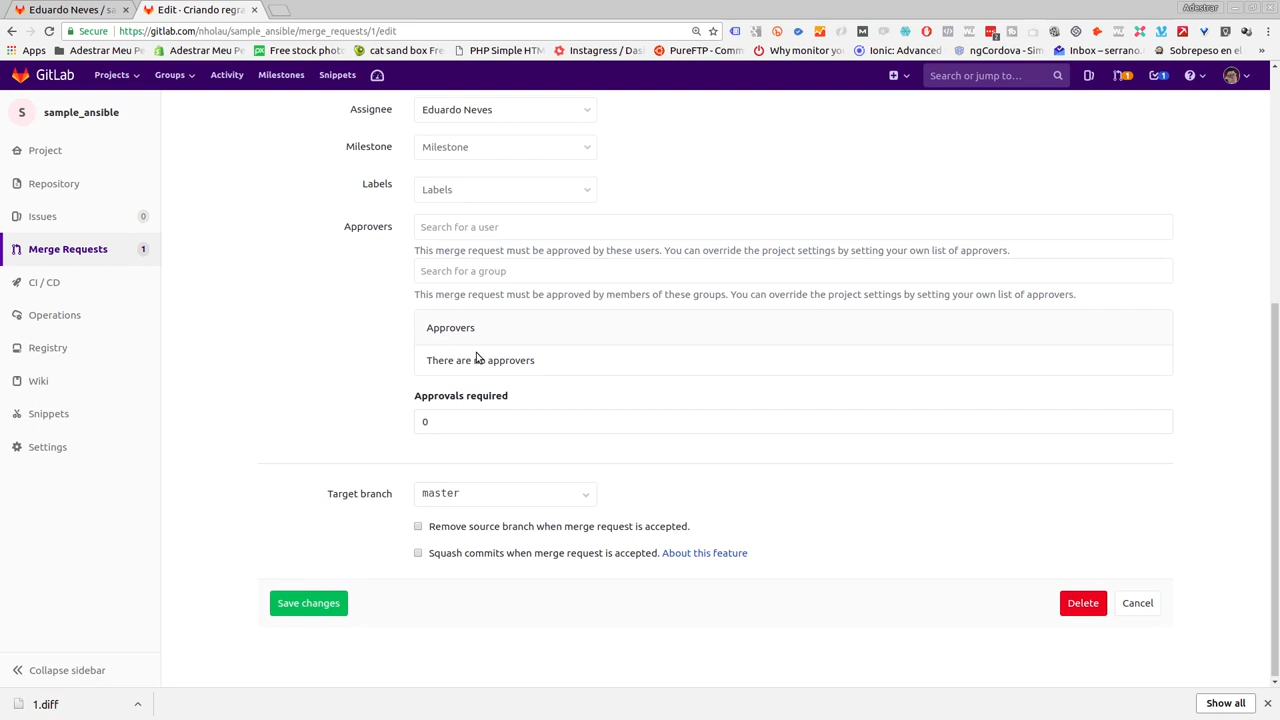 Eduardo Neves / sa
Edit · Criando regra
Adestrar
Secure
https://gitlab.com/nholau/sample_ansible/merge_requests/1/edit
Apps
Adestrar Meu Pe
Adestrar Meu Pe
Free stock photo
cat sand box Fre
PHP Simple HTM
Instagress / Dash
PureFTP - Comm
Why monitor you
Ionic: Advanced
ngCordova - Sim
Inbox – serrano.
Sobrepeso en el
»
GitLab
Projects
Groups
Activity
Milestones
Snippets
Search or jump to…
1
1
S
sample_ansible
Project
Repository
Issues 0
Merge Requests 1
CI / CD
Operations
Registry
Wiki
Snippets
Settings
Collapse sidebar
Assignee
Eduardo Neves
Milestone
Milestone
Labels
Labels
Approvers
Search for a user
This merge request must be approved by these users. You can override the project settings by setting your own list of approvers.
Search for a group
This merge request must be approved by members of these groups. You can override the project settings by setting your own list of approvers.
Approvers
There are no approvers
Approvals required
0
Target branch
master
Remove source branch when merge request is accepted.
Squash commits when merge request is accepted. About this feature
Save changes
Delete
Cancel
1.diff
Show all